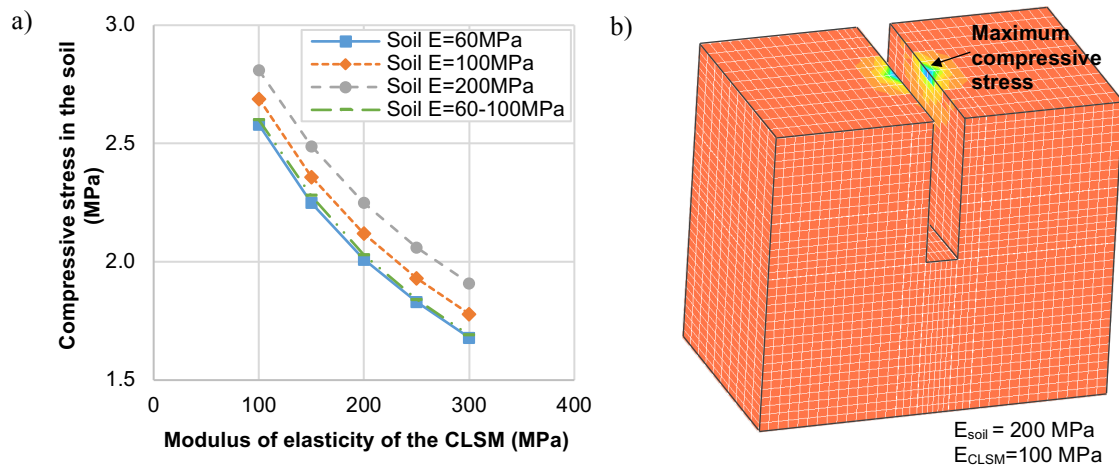 a)
3.0
2.5
2.0
1.5
0
100
200
300
400
Compressive stress in the soil
(MPa)
Modulus of elasticity of the CLSM (MPa)
Soil E=60MPa
Soil E=100MPa
Soil E=200MPa
Soil E=60-100MPa
b)
Maximum
compressive
stress
Esoil = 200 MPa
ECLSM=100 MPa